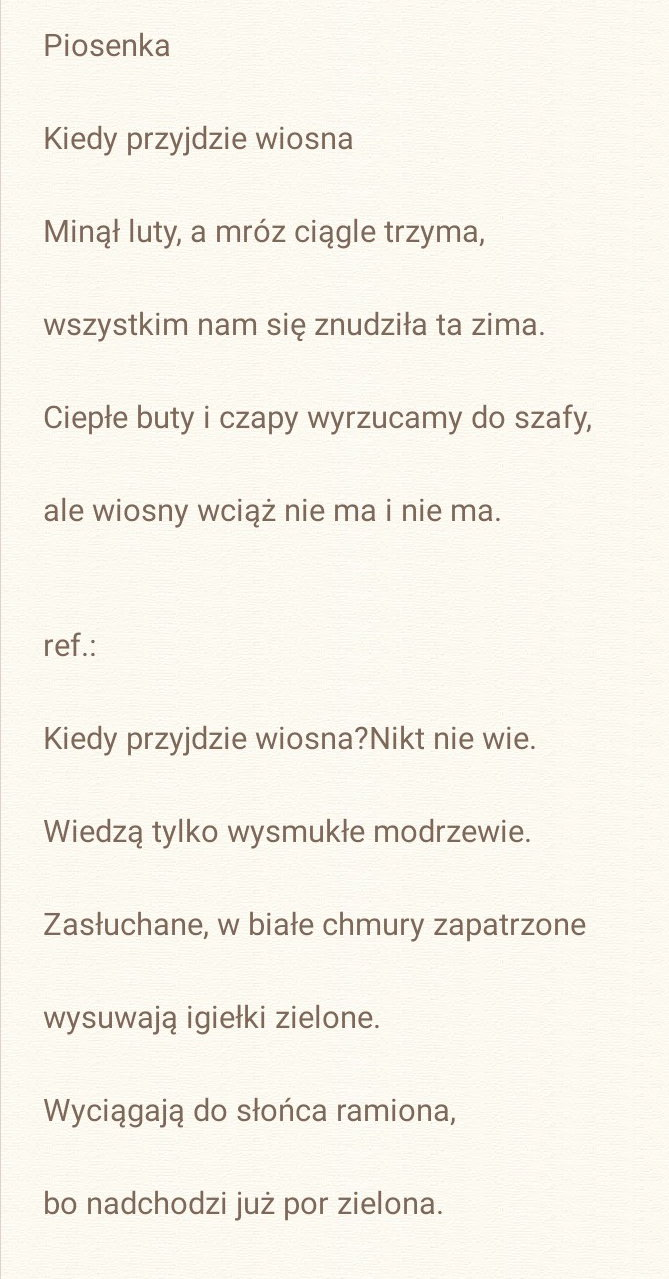 Piosenka
Kiedy przyjdzie wiosna
Minął luty, a mróz ciągle trzyma,
wszystkim nam się znudziła ta zima.
Ciepłe buty i czapy wyrzucamy do szafy,
ale wiosny wciąż nie ma i nie ma.
ref.:
Kiedy przyjdzie wiosna?Nikt nie wie.
Wiedzą tylko wysmukłe modrzewie.
Zasłuchane, w białe chmury zapatrzone
wysuwają igiełki zielone.
Wyciągają do słońca ramiona,
bo nadchodzi już por zielona.